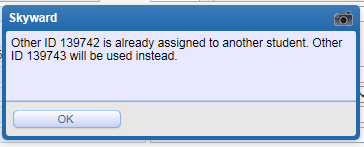 Skyward
Other ID 139742 is already assigned to another student. Other
ID 139743 will be used instead.
OK